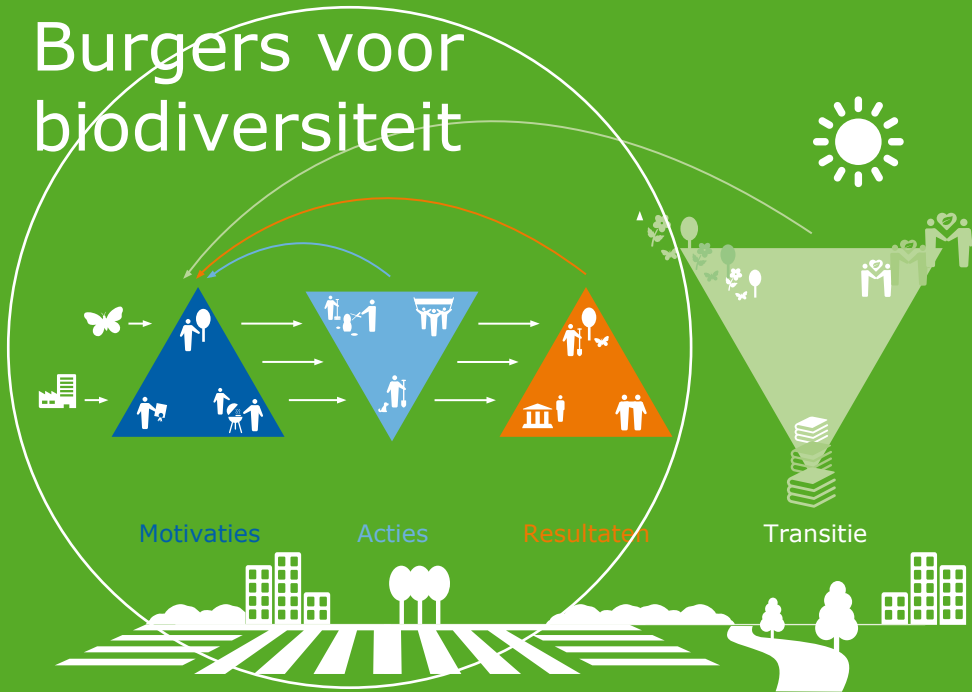 Burgers voor
biodiversiteit
Motivaties
Acties
Resultaten
Transitie